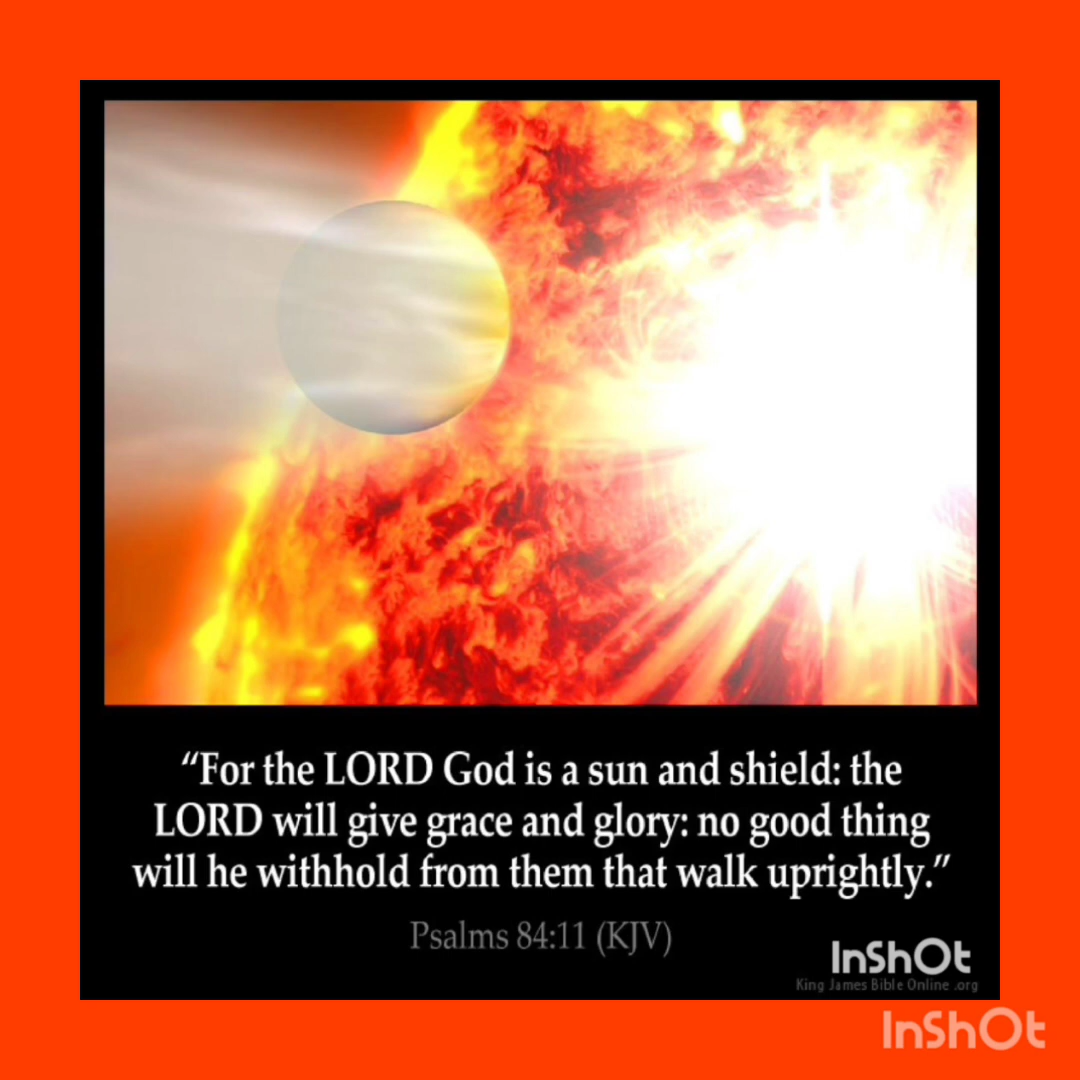 “For the LORD God is a sun and shield: the
LORD will give grace and glory: no good thing
will he withhold from them that walk uprightly.”
Psalms 84:11 (KJV)
InShOt
King James Bible Online .org
InShOt